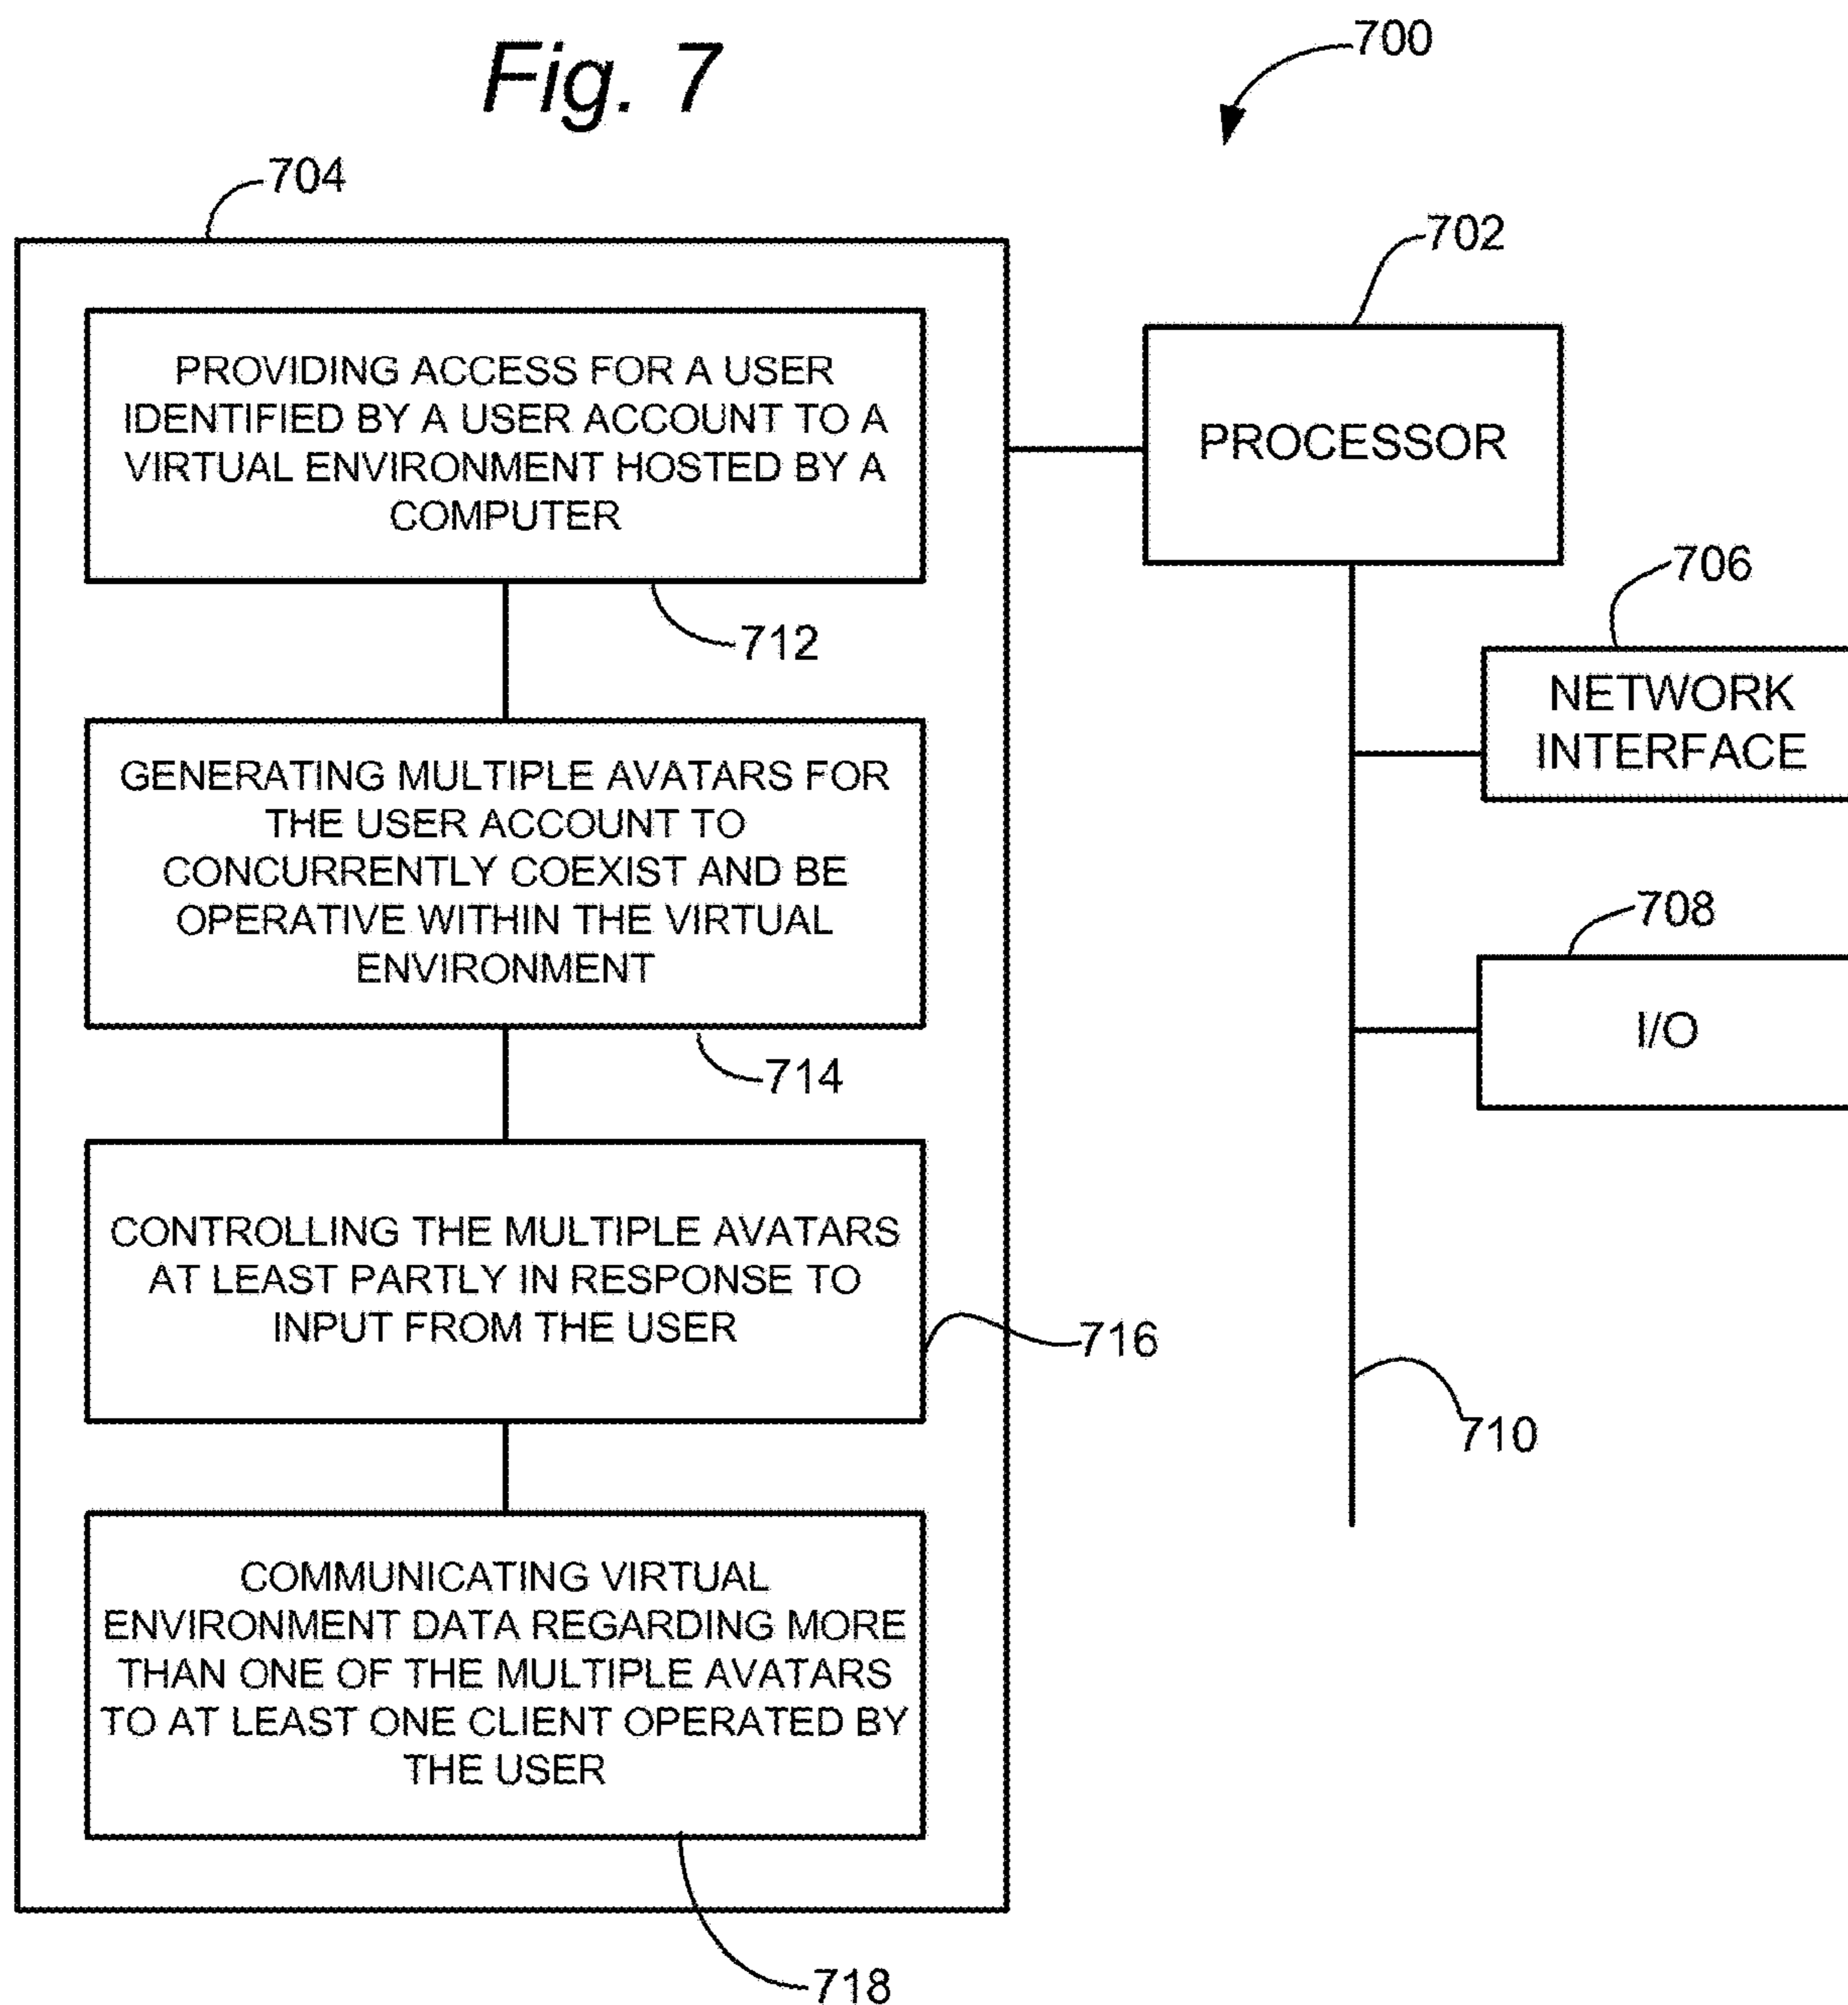 Fig. 7
700
704
702
PROVIDING ACCESS FOR A USER
IDENTIFIED BY A USER ACCOUNT TO A
VIRTUAL ENVIRONMENT HOSTED BY A
COMPUTER
712
PROCESSOR
706
NETWORK
INTERFACE
GENERATING MULTIPLE AVATARS FOR
THE USER ACCOUNT TO
CONCURRENTLY COEXIST AND BE
OPERATIVE WITHIN THE VIRTUAL
ENVIRONMENT
714
708
I/O
CONTROLLING THE MULTIPLE AVATARS
AT LEAST PARTLY IN RESPONSE TO
INPUT FROM THE USER
716
710
COMMUNICATING VIRTUAL
ENVIRONMENT DATA REGARDING MORE
THAN ONE OF THE MULTIPLE AVATARS
TO AT LEAST ONE CLIENT OPERATED BY
THE USER
718